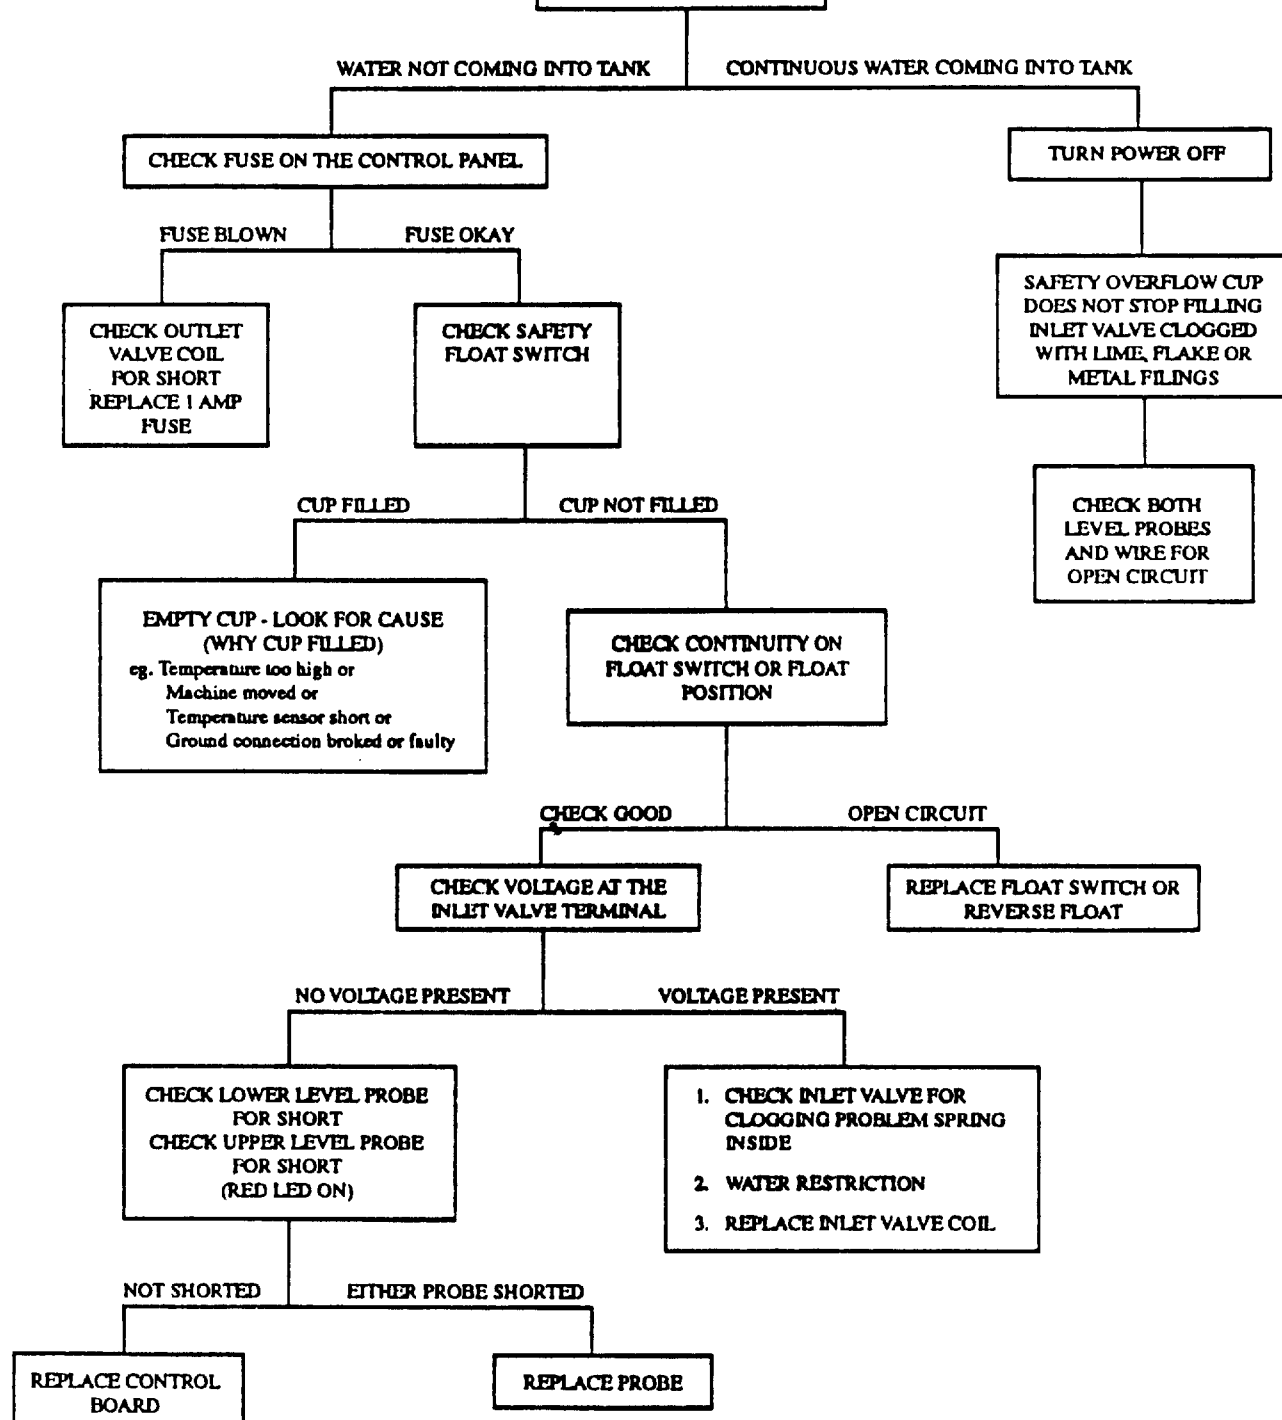 WATER NOT COMING INTO TANK
CONTINUOUS WATER COMING INTO TANK
CHECK FUSE ON THE CONTROL PANEL
TURN POWER OFF
FUSE BLOWN
FUSE OKAY
CHECK OUTLET
VALVE COIL
FOR SHORT
REPLACE 1 AMP
FUSE
CHECK SAFETY
FLOAT SWITCH
SAFETY OVERFLOW CUP
DOES NOT STOP FILLING
INLET VALVE CLOGGED
WITH LIME, FLAKE OR
METAL FILINGS
CUP FILLED
CUP NOT FILLED
CHECK BOTH
LEVEL PROBES
AND WIRE FOR
OPEN CIRCUIT
EMPTY CUP - LOOK FOR CAUSE
(WHY CUP FILLED)
eg. Temperature too high or
Machine moved or
Temperature sensor short or
Ground connection broked or faulty
CHECK CONTINUITY ON
FLOAT SWITCH OR FLOAT
POSITION
CHECK GOOD
OPEN CIRCUIT
CHECK VOLTAGE AT THE
INLET VALVE TERMINAL
REPLACE FLOAT SWITCH OR
REVERSE FLOAT
NO VOLTAGE PRESENT
VOLTAGE PRESENT
CHECK LOWER LEVEL PROBE
FOR SHORT
CHECK UPPER LEVEL PROBE
FOR SHORT
(RED LED ON)
1. CHECK INLET VALVE FOR
CLOGGING PROBLEM SPRING
INSIDE
2. WATER RESTRICTION
3. REPLACE INLET VALVE COIL
NOT SHORTED
EITHER PROBE SHORTED
REPLACE CONTROL
BOARD
REPLACE PROBE